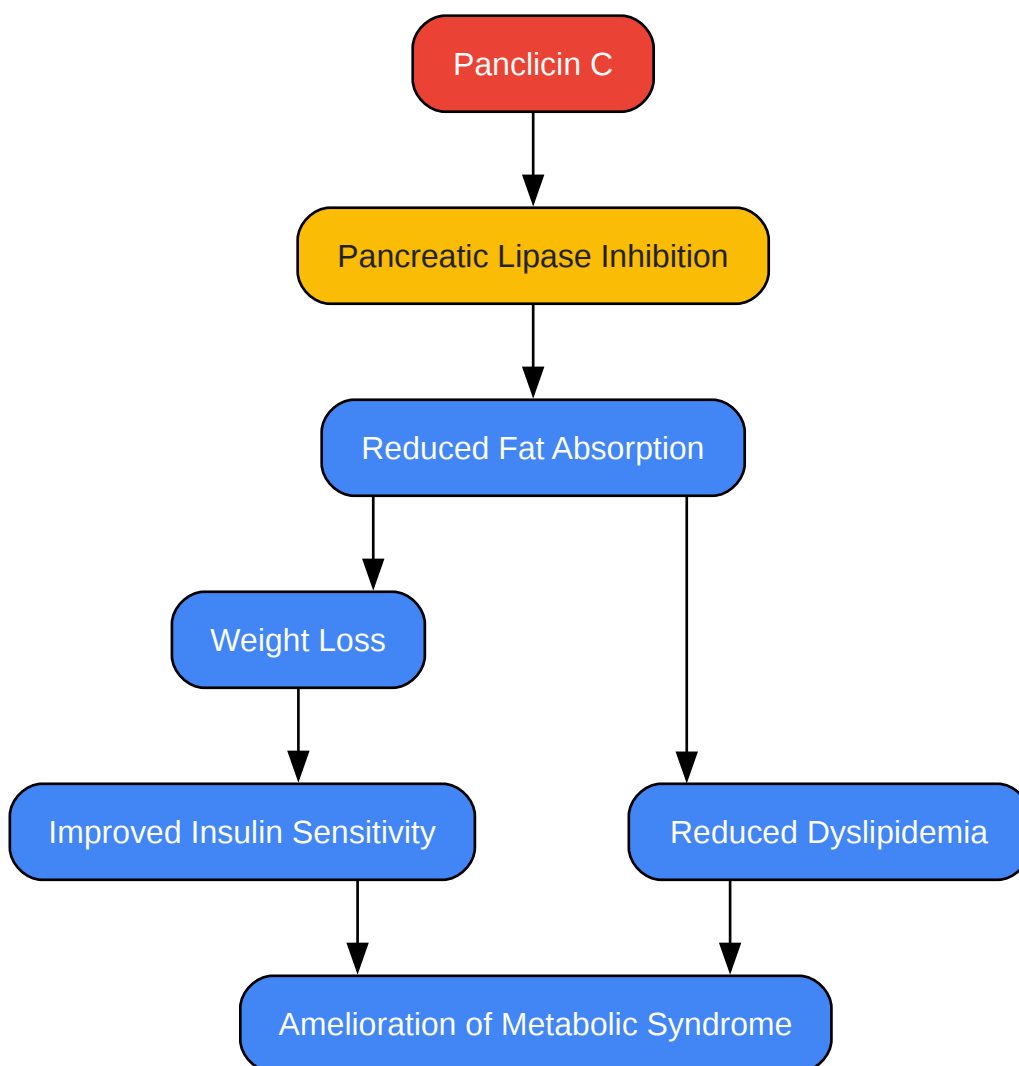 Panclicin C
Pancreatic Lipase Inhibition
Reduced Fat Absorption
Weight Loss
Improved Insulin Sensitivity
Reduced Dyslipidemia
Amelioration of Metabolic Syndrome